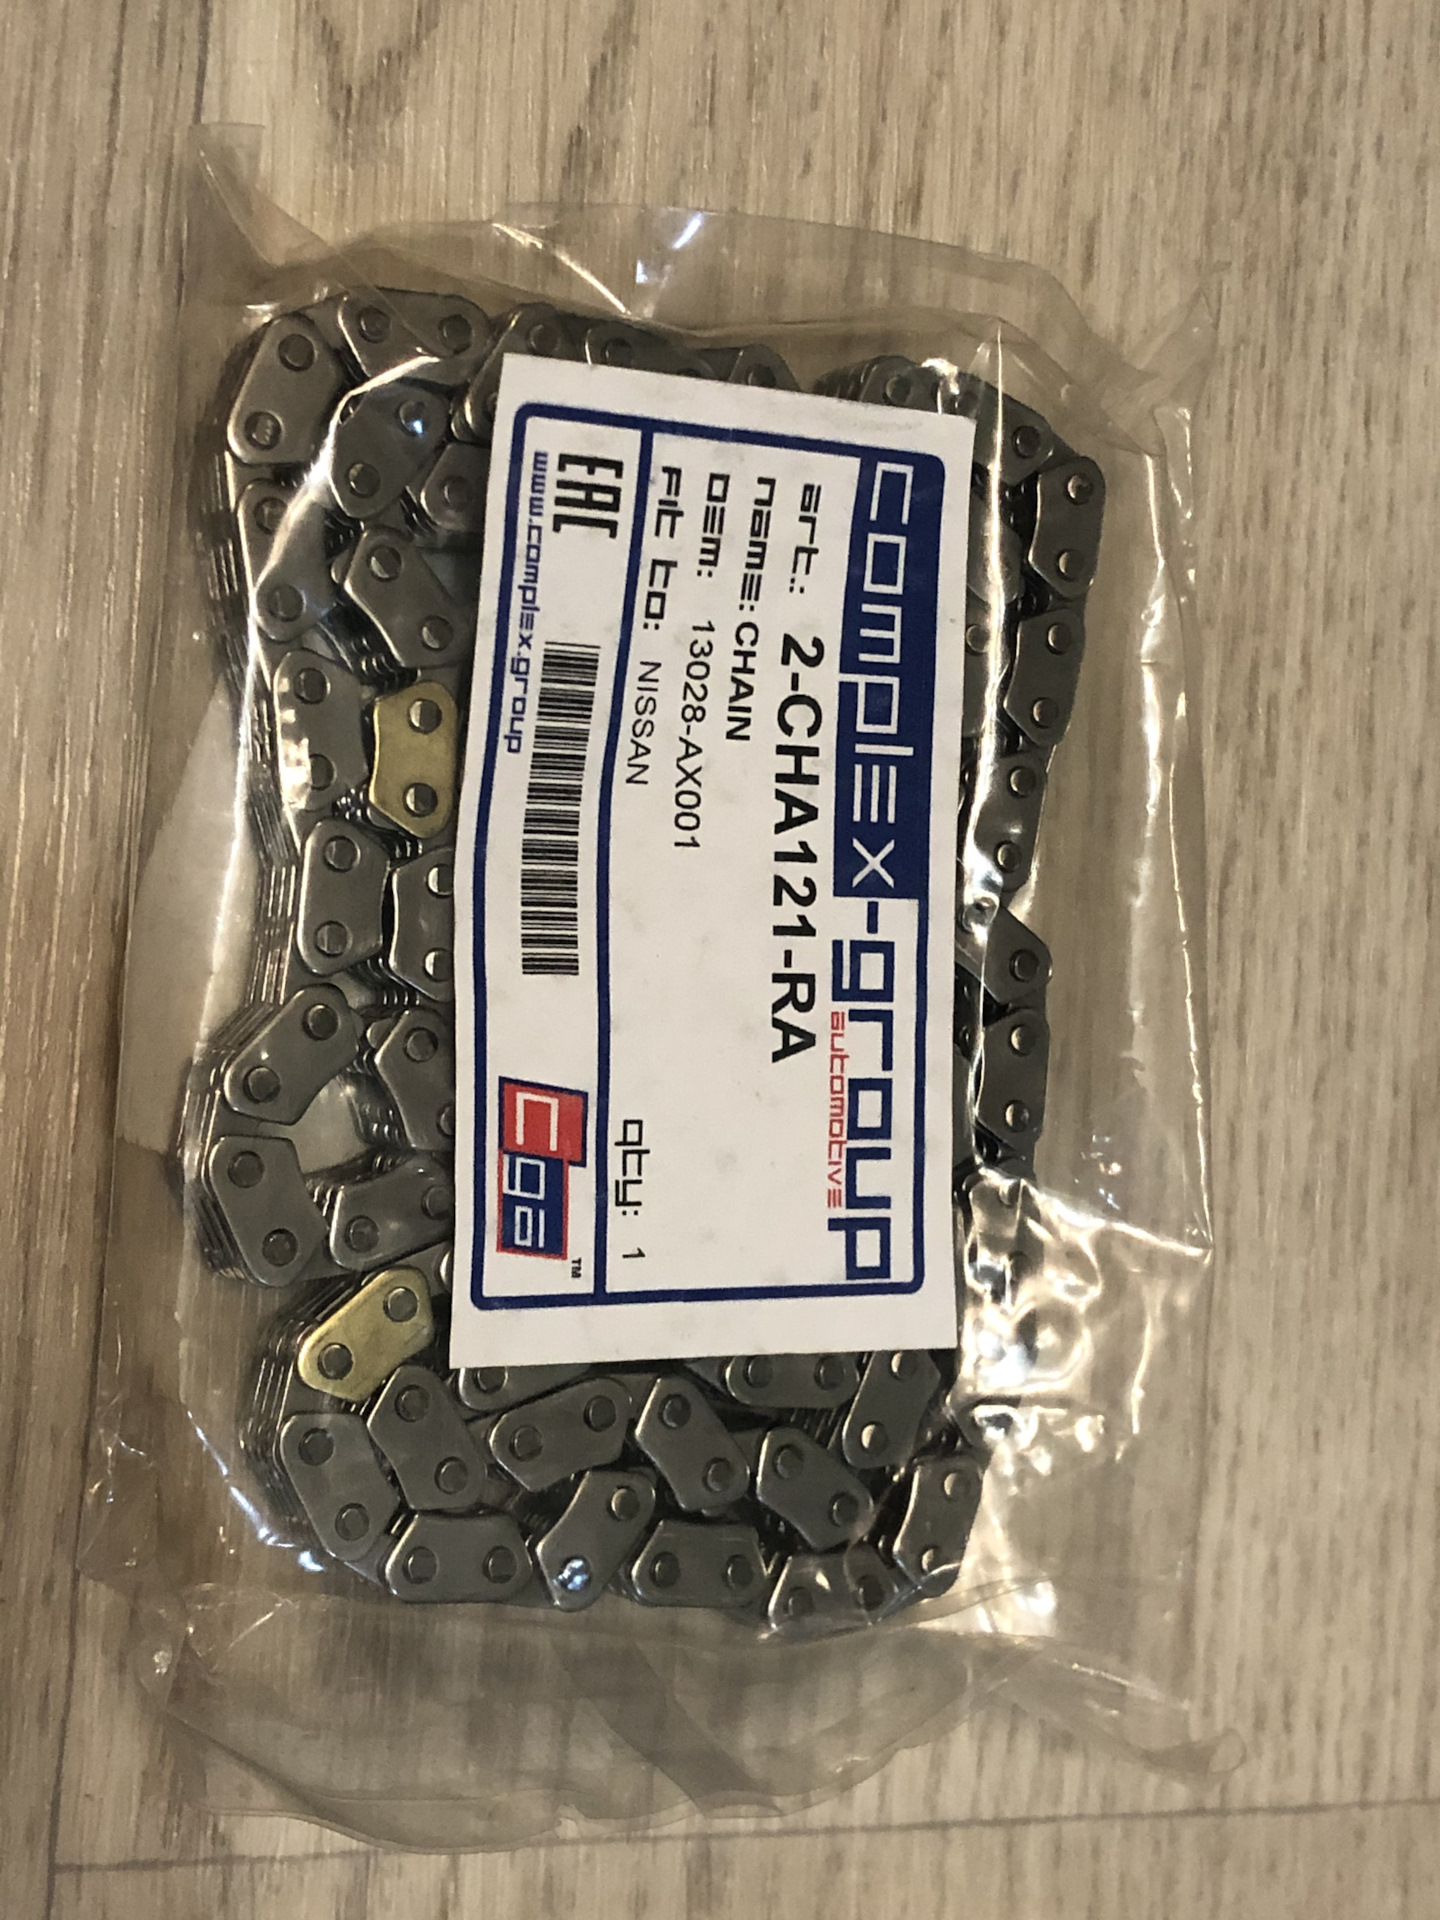 complex-group
automotive
art.: 2-CHA121-RA
name: CHAIN
OEM: 13028-AX001
Fit to: NISSAN
qty: 1
EAC
www.complex.group
cga
TM